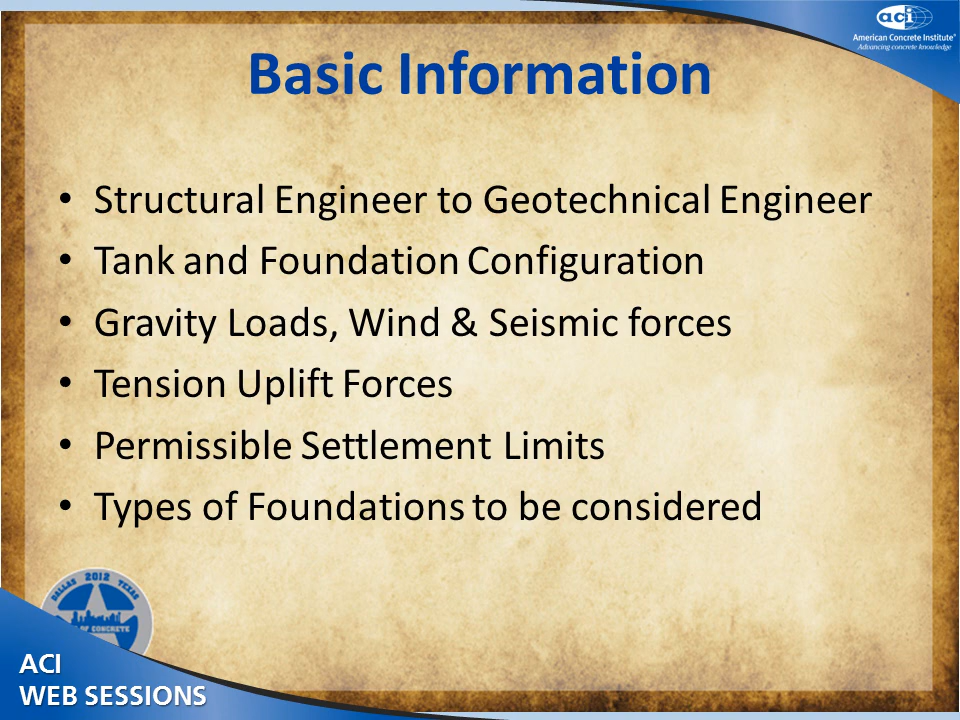 aci
American Concrete Institute®
Advancing concrete knowledge
Basic Information
• Structural Engineer to Geotechnical Engineer
• Tank and Foundation Configuration
• Gravity Loads, Wind & Seismic forces
• Tension Uplift Forces
• Permissible Settlement Limits
• Types of Foundations to be considered
DALLAS 2012 TEXAS
OF CONCRETE
ACI
WEB SESSIONS